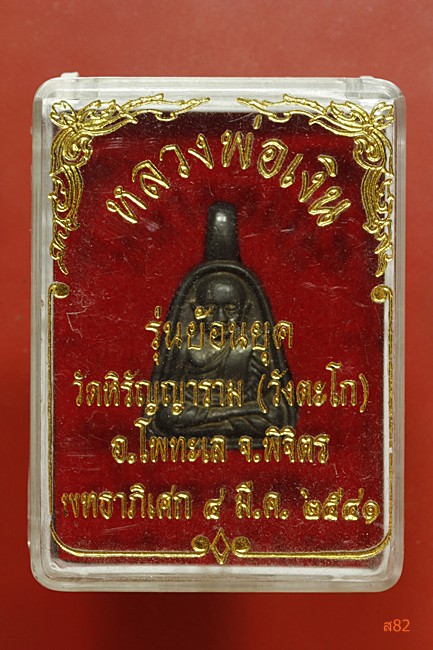 หลวงพ่อเงิน
รุ่นย้อนยุค
วัดหิรัญญาราม (วังตะโก)
อ.โพทะเล จ.พิจิตร
พุทธาภิเศก ๔ มี.ค. ๒๕๔๑
ส82